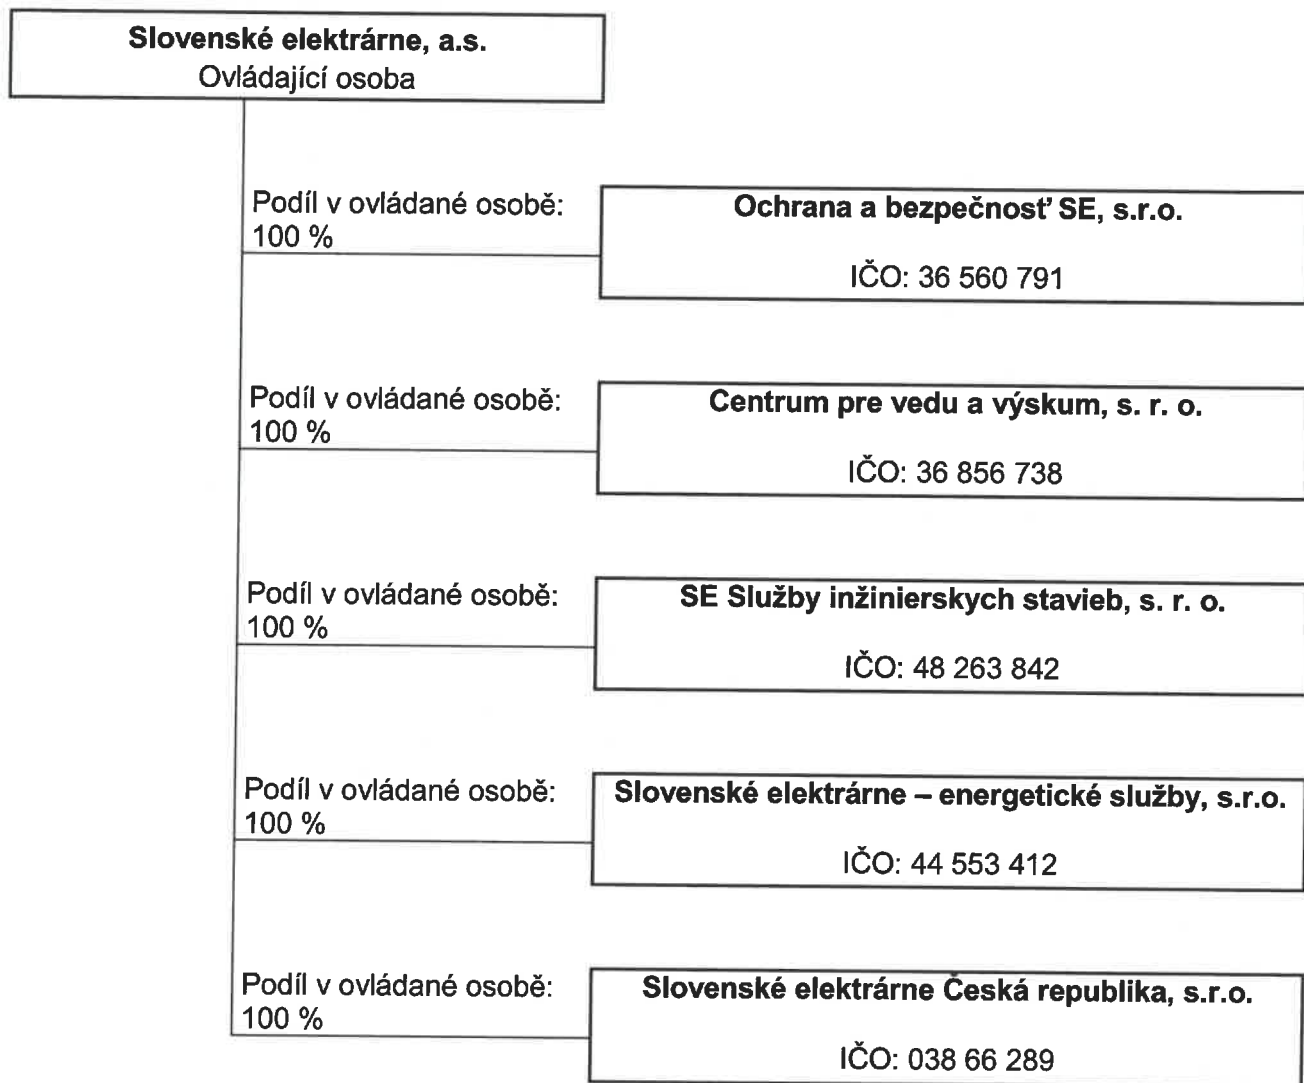 Slovenské elektrárne, a.s.
Ovládající osoba
Podíl v ovládané osobě:
100 %
Ochrana a bezpečnosť SE, s.r.o.
IČO: 36 560 791
Podíl v ovládané osobě:
100 %
Centrum pre vedu a výskum, s. r. o.
IČO: 36 856 738
Podíl v ovládané osobě:
100 %
SE Služby inžinierskych stavieb, s. r. o.
IČO: 48 263 842
Podíl v ovládané osobě:
100 %
Slovenské elektrárne – energetické služby, s.r.o.
IČO: 44 553 412
Podíl v ovládané osobě:
100 %
Slovenské elektrárne Česká republika, s.r.o.
IČO: 038 66 289